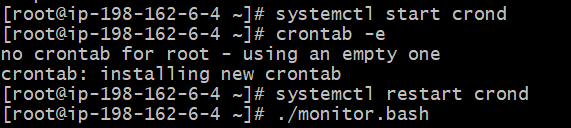 [root@ip-198-162-6-4 ~]# systemctl start crond
[root@ip-198-162-6-4 ~]# crontab -e
no crontab for root - using an empty one
crontab: installing new crontab
[root@ip-198-162-6-4 ~]# systemctl restart crond
[root@ip-198-162-6-4 ~]# ./monitor.bash